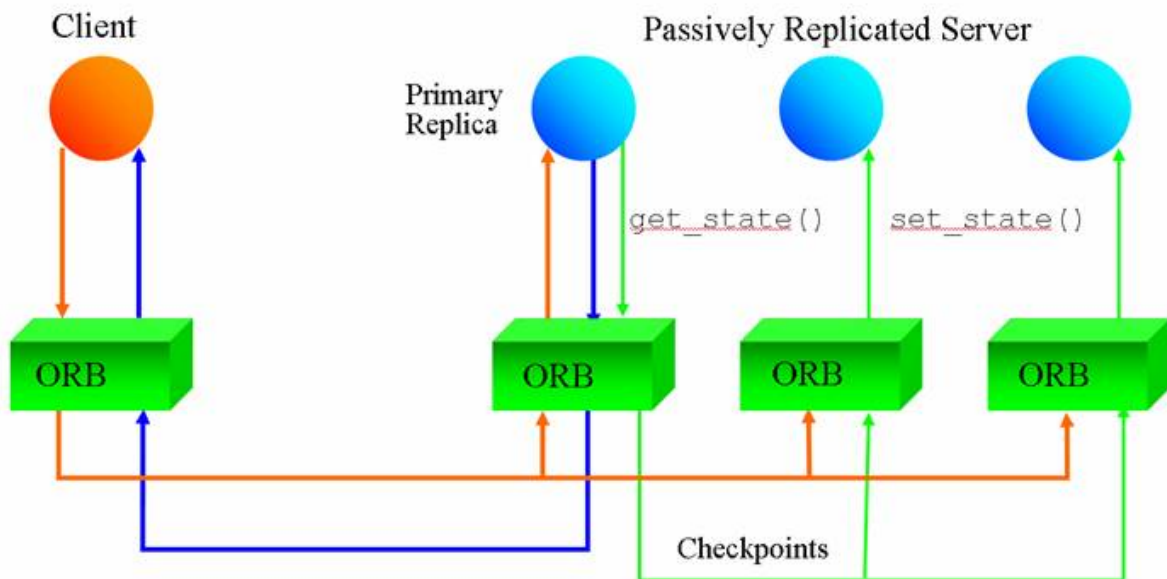 Client
Passively Replicated Server
Primary
Replica
get_state()
set_state()
ORB
ORB
ORB
ORB
Checkpoints